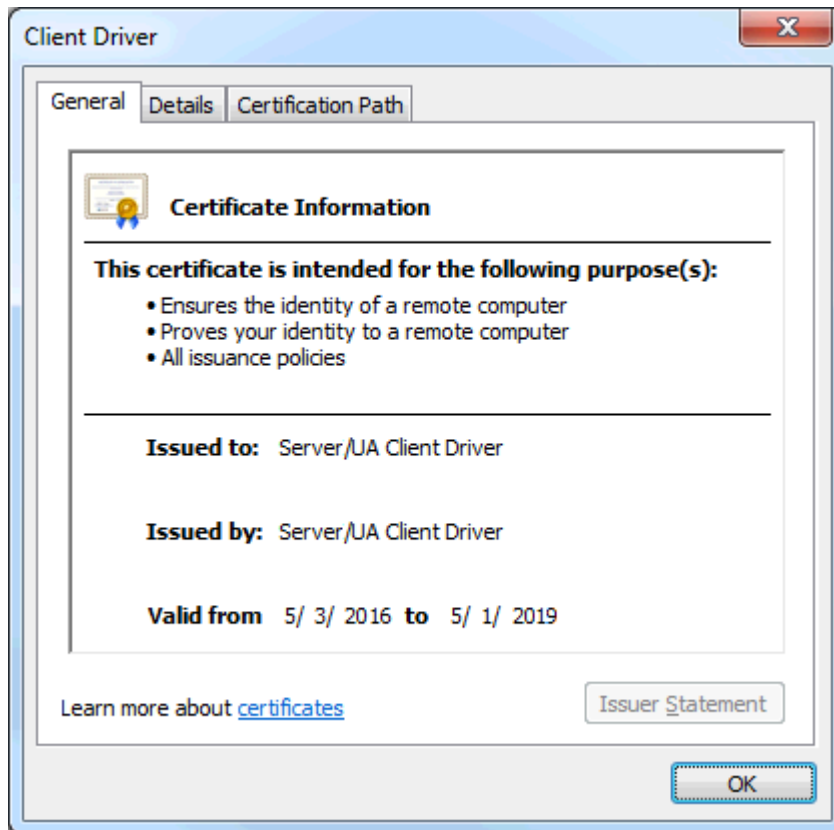 Client Driver
General Details Certification Path
Certificate Information
This certificate is intended for the following purpose(s):
• Ensures the identity of a remote computer
• Proves your identity to a remote computer
• All issuance policies
Issued to: Server/UA Client Driver
Issued by: Server/UA Client Driver
Valid from 5/ 3/ 2016 to 5/ 1/ 2019
Learn more about certificates Issuer Statement
OK